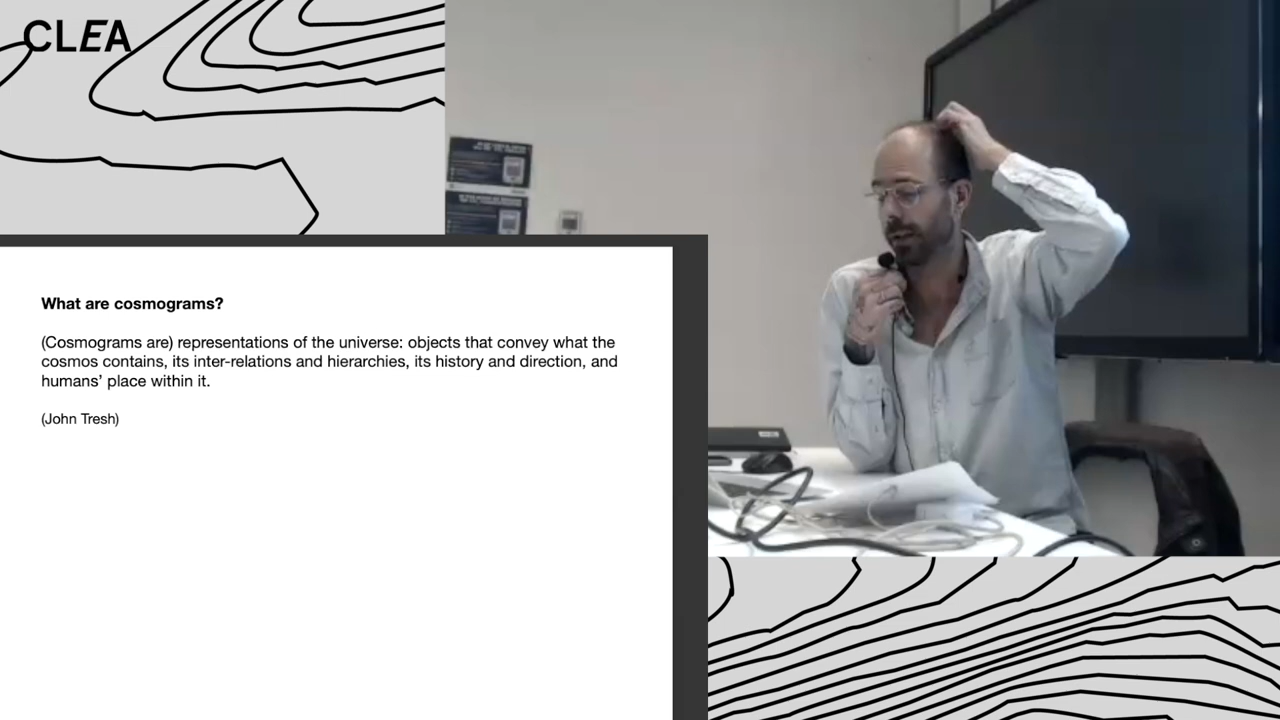 CLEA
What are cosmograms?
(Cosmograms are) representations of the universe: objects that convey what the
cosmos contains, its inter-relations and hierarchies, its history and direction, and
humans’ place within it.
(John Tresh)